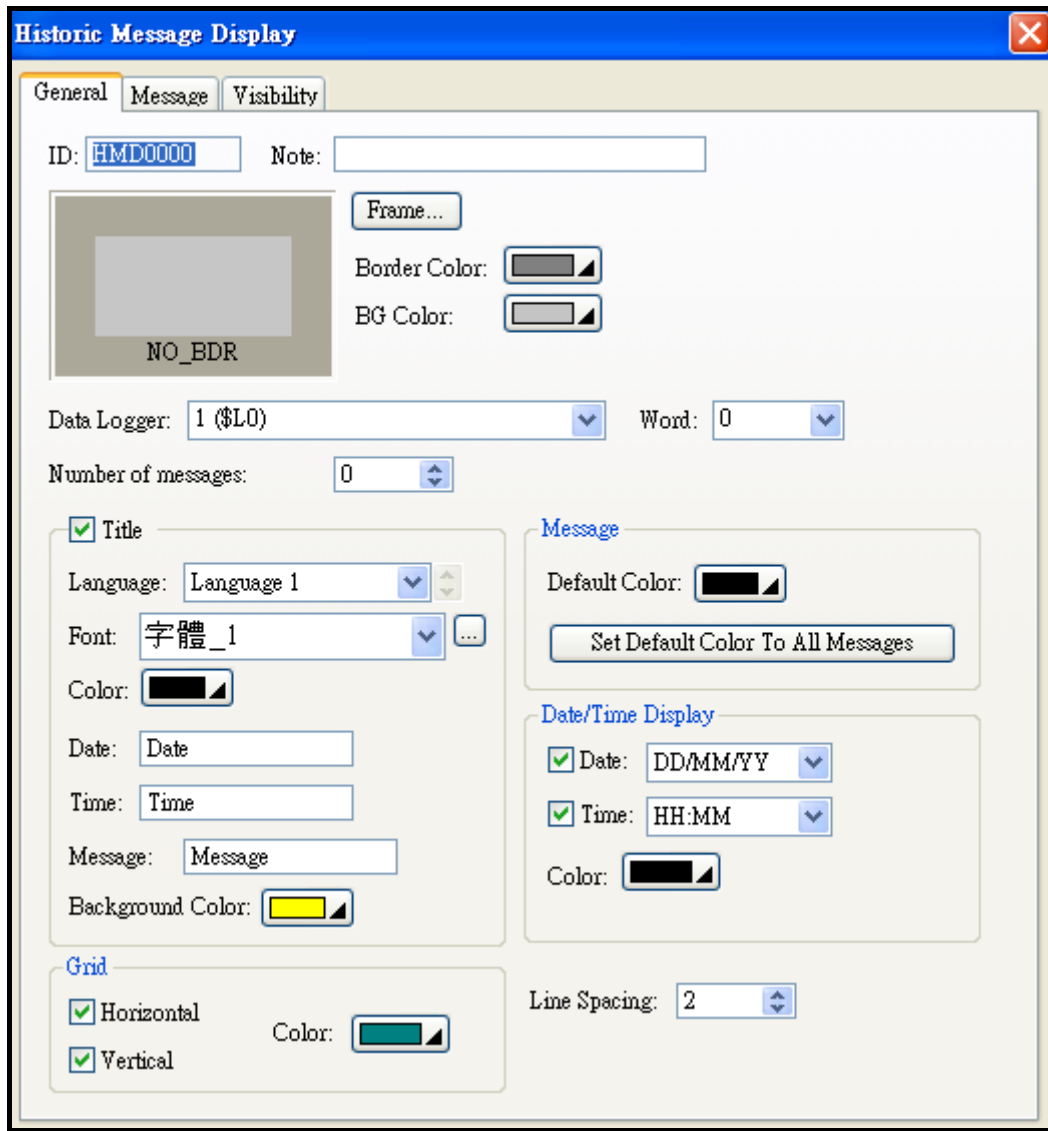 Historic Message Display
General Message Visibility
ID: HMD0000 Note:
Frame...
Border Color:
BG Color:
NO_BDR
Data Logger: 1 ($L0) Word: 0
Number of messages: 0
Title
Language: Language 1
Font: 字體_1 ...
Color:
Date: Date
Time: Time
Message: Message
Background Color:
Message
Default Color:
Set Default Color To All Messages
Date/Time Display
Date: DD/MM/YY
Time: HH:MM
Color:
Grid
Horizontal
Vertical
Color:
Line Spacing: 2